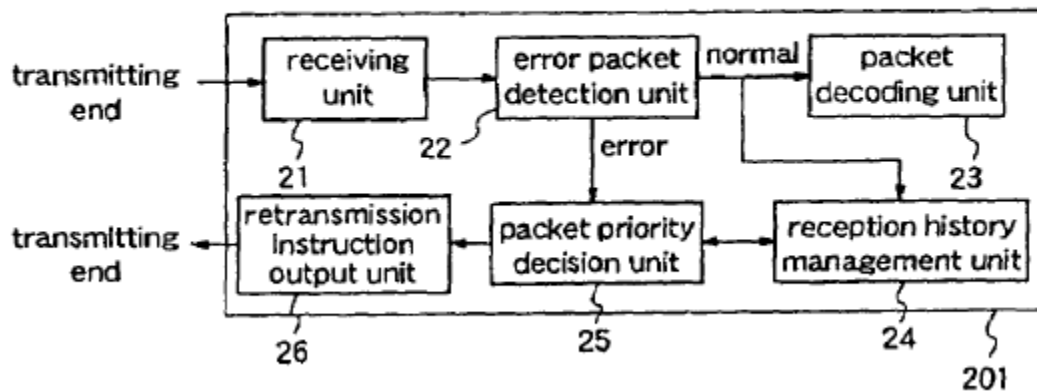 transmitting
end
receiving
unit
21
error packet
detection unit
22
normal
packet
decoding unit
23
error
transmitting
end
retransmission
instruction
output unit
26
packet priority
decision unit
25
reception history
management unit
24
201